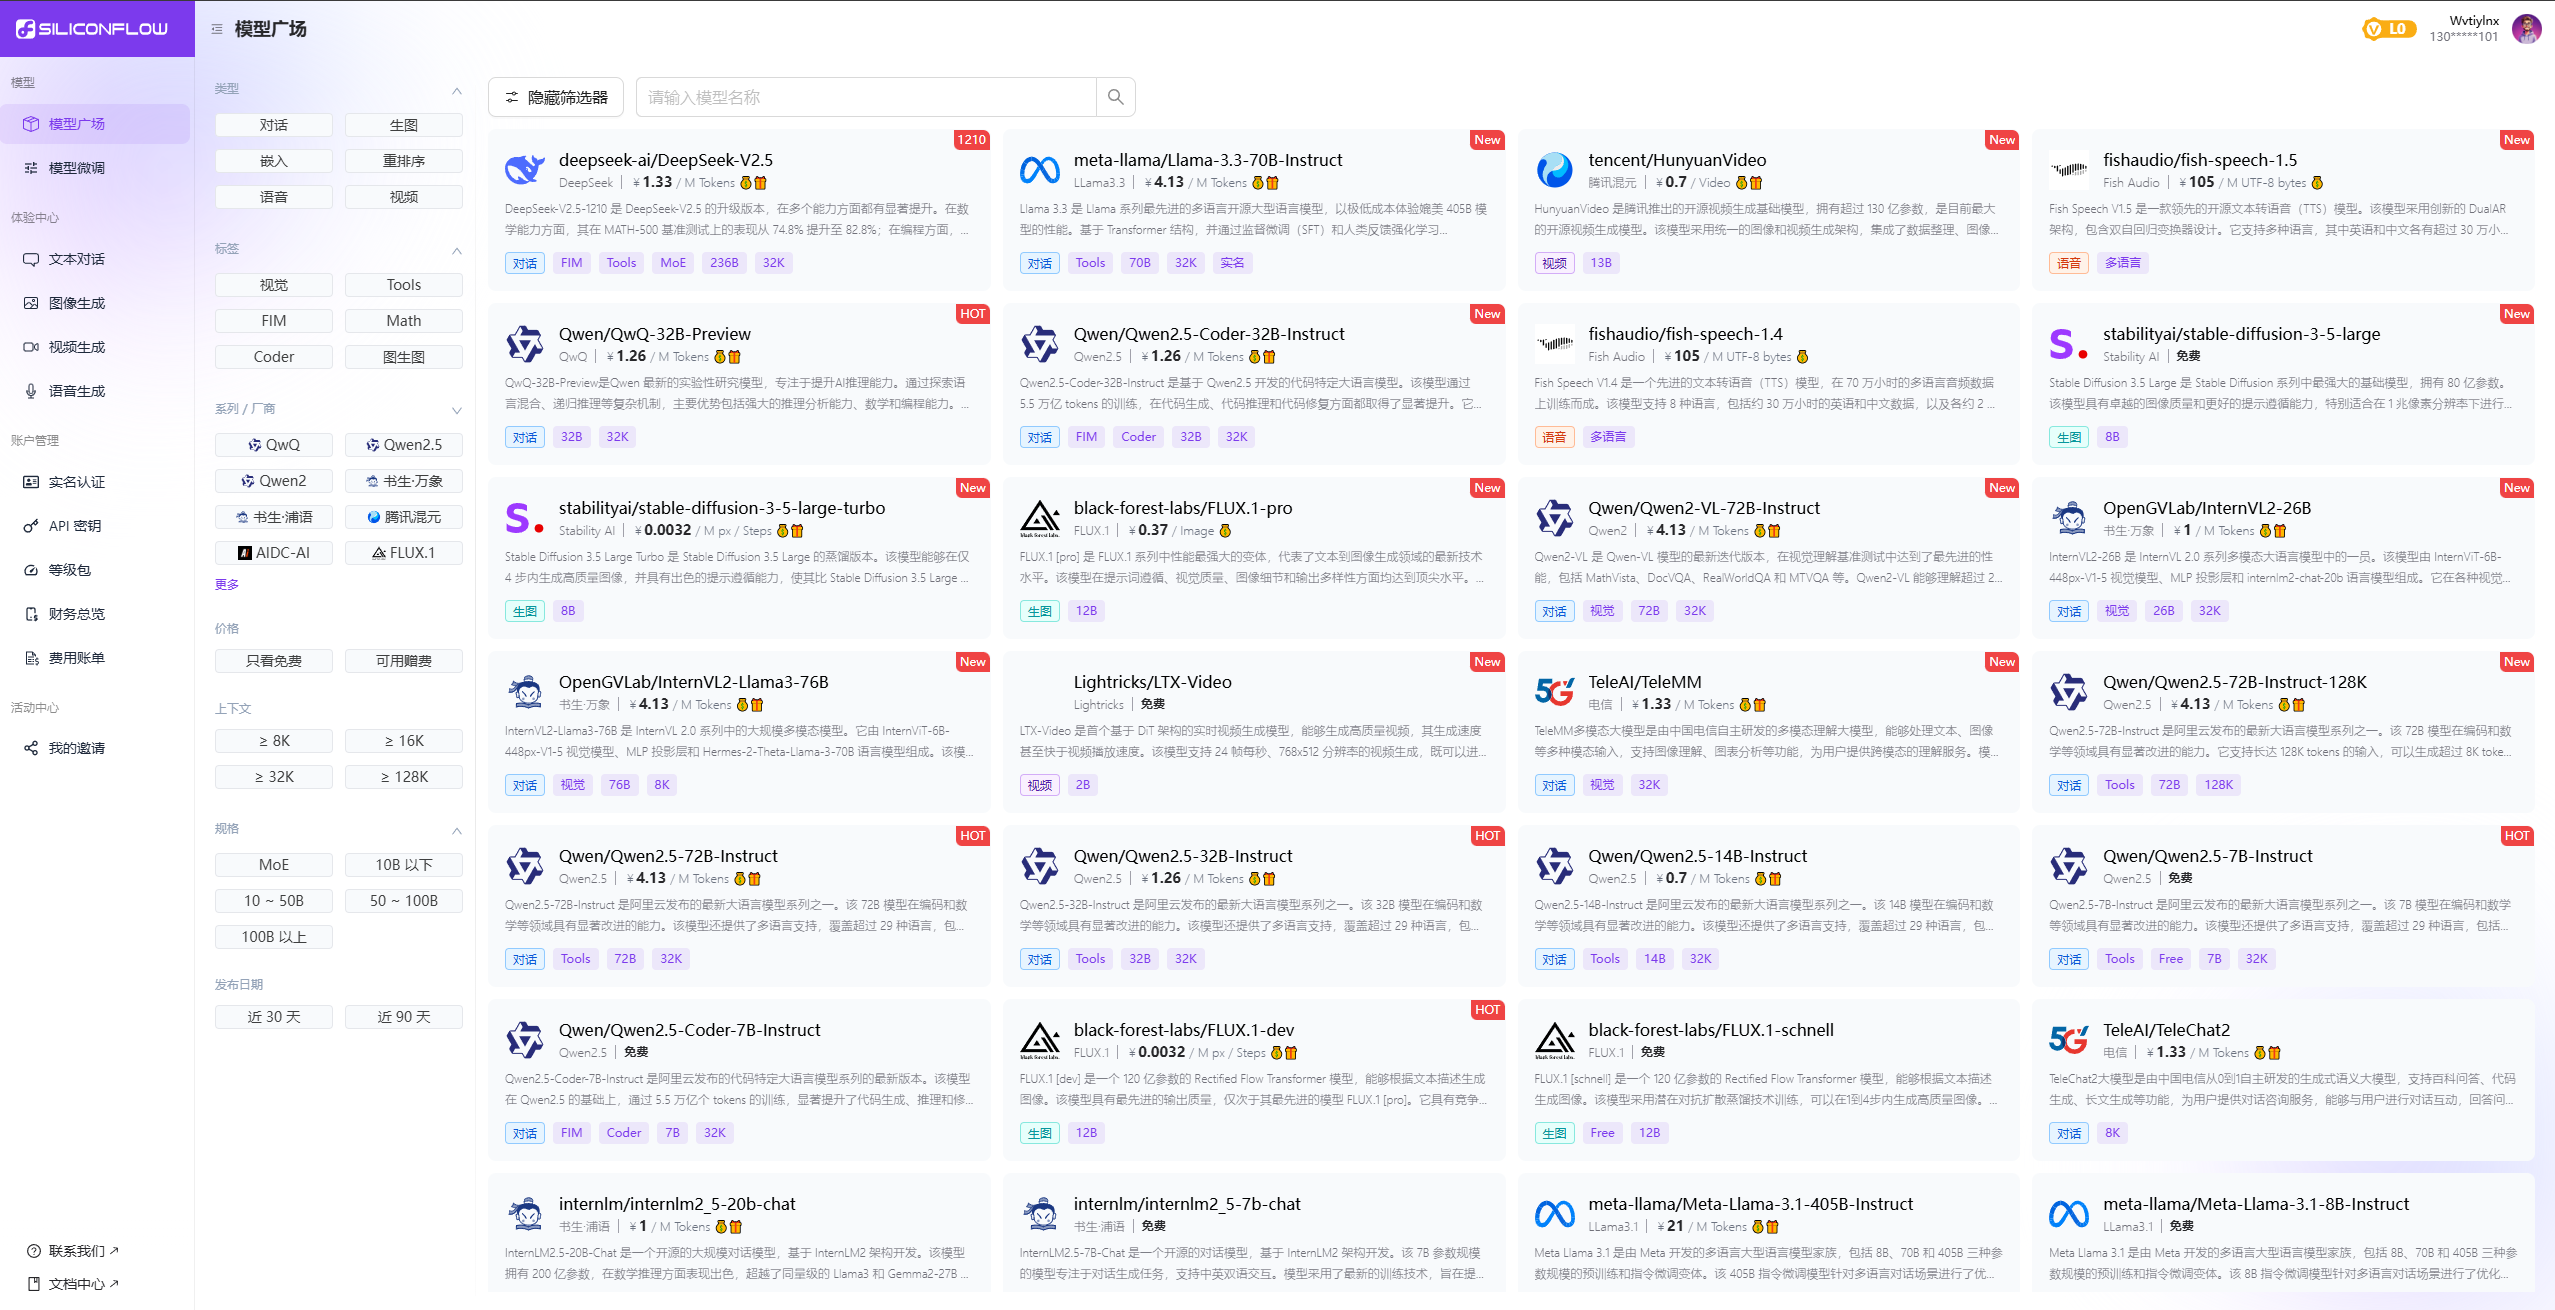 SILICONFLOW
模型广场
L0
Wvtiylnx
130*****101
模型
模型广场
模型微调
体验中心
文本对话
图像生成
视频生成
语音生成
账户管理
实名认证
API 密钥
等级包
财务总览
费用账单
活动中心
我的邀请
联系我们
文档中心
类型
对话 生图
嵌入 重排序
语音 视频
标签
视觉 Tools
FIM Math
Coder 图生图
系列 / 厂商
QwQ Qwen2.5
Qwen2 书生·万象
书生·浦语 腾讯混元
AIDC-AI FLUX.1
更多
价格
只看免费 可用赠费
上下文
≥ 8K ≥ 16K
≥ 32K ≥ 128K
规格
MoE 10B 以下
10 ~ 50B 50 ~ 100B
100B 以上
发布日期
近 30 天 近 90 天
隐藏筛选器
请输入模型名称
1210
deepseek-ai/DeepSeek-V2.5
DeepSeek | ￥1.33 / M Tokens
DeepSeek-V2.5-1210 是 DeepSeek-V2.5 的升级版本，在多个能力方面都有显著提升。在数
学能力方面，其在 MATH-500 基准测试上的表现从 74.8% 提升至 82.8%；在编程方面，...
对话 FIM Tools MoE 236B 32K
New
meta-llama/Llama-3.3-70B-Instruct
LLama3.3 | ￥4.13 / M Tokens
Llama 3.3 是 Llama 系列最先进的多语言开源大型语言模型，以极低成本体验媲美 405B 模
型的性能。基于 Transformer 结构，并通过监督微调（SFT）和人类反馈强化学习...
对话 Tools 70B 32K 实名
New
tencent/HunyuanVideo
腾讯混元 | ￥0.7 / Video
HunyuanVideo 是腾讯推出的开源视频生成基础模型，拥有超过 130 亿参数，是目前最大
的开源视频生成模型。该模型采用统一的图像和视频生成架构，集成了数据整理、图像...
视频 13B
New
fishaudio/fish-speech-1.5
Fish Audio | ￥105 / M UTF-8 bytes
Fish Speech V1.5 是一款领先的开源文本转语音（TTS）模型。该模型采用创新的 DualAR
架构，包含双自回归变换器设计。它支持多种语言，其中英语和中文各有超过 30 万小...
语音 多语言
HOT
Qwen/QwQ-32B-Preview
QwQ | ￥1.26 / M Tokens
QwQ-32B-Preview是Qwen 最新的实验性研究模型，专注于提升AI推理能力。通过探索语
言混合、递归推理等复杂机制，主要优势包括强大的推理分析能力、数学和编程能力。...
对话 32B 32K
New
Qwen/Qwen2.5-Coder-32B-Instruct
Qwen2.5 | ￥1.26 / M Tokens
Qwen2.5-Coder-32B-Instruct 是基于 Qwen2.5 开发的代码特定大语言模型。该模型通过
5.5 万亿 tokens 的训练，在代码生成、代码推理和代码修复方面都取得了显著提升。它...
对话 FIM Coder 32B 32K
fishaudio/fish-speech-1.4
Fish Audio | ￥105 / M UTF-8 bytes
Fish Speech V1.4 是一个先进的文本转语音（TTS）模型，在 70 万小时的多语言音频数据
上训练而成。该模型支持 8 种语言，包括约 30 万小时的英语和中文数据，以及各约 2 ...
语音 多语言
New
stabilityai/stable-diffusion-3-5-large
Stability AI | 免费
Stable Diffusion 3.5 Large 是 Stable Diffusion 系列中最强大的基础模型，拥有 80 亿参数。
该模型具有卓越的图像质量和更好的提示遵循能力，特别适合在 1 兆像素分辨率下进行...
生图 8B
New
stabilityai/stable-diffusion-3-5-large-turbo
Stability AI | ￥0.0032 / M px / Steps
Stable Diffusion 3.5 Large Turbo 是 Stable Diffusion 3.5 Large 的蒸馏版本。该模型能够在仅
4 步内生成高质量图像，并具有出色的提示遵循能力，使其比 Stable Diffusion 3.5 Large ...
生图 8B
New
black-forest-labs/FLUX.1-pro
FLUX.1 | ￥0.37 / Image
FLUX.1 [pro] 是 FLUX.1 系列中性能最强大的变体，代表了文本到图像生成领域的最新技术
水平。该模型在提示词遵循、视觉质量、图像细节和输出多样性方面均达到顶尖水平。...
生图 12B
New
Qwen/Qwen2-VL-72B-Instruct
Qwen2 | ￥4.13 / M Tokens
Qwen2-VL 是 Qwen-VL 模型的最新迭代版本，在视觉理解基准测试中达到了最先进的性
能，包括 MathVista、DocVQA、RealWorldQA 和 MTVQA 等。Qwen2-VL 能够理解超过 2...
对话 视觉 72B 32K
New
OpenGVLab/InternVL2-26B
书生·万象 | ￥1 / M Tokens
InternVL2-26B 是 InternVL 2.0 系列多模态大语言模型中的一员。该模型由 InternViT-6B-
448px-V1-5 视觉模型、MLP 投影层和 internlm2-chat-20b 语言模型组成。它在各种视觉...
对话 视觉 26B 32K
New
OpenGVLab/InternVL2-Llama3-76B
书生·万象 | ￥4.13 / M Tokens
InternVL2-Llama3-76B 是 InternVL 2.0 系列中的大规模多模态模型。它由 InternViT-6B-
448px-V1-5 视觉模型、MLP 投影层和 Hermes-2-Theta-Llama-3-70B 语言模型组成。该模...
对话 视觉 76B 8K
New
Lightricks/LTX-Video
Lightricks | 免费
LTX-Video 是首个基于 DiT 架构的实时视频生成模型，能够生成高质量视频，其生成速度
甚至快于视频播放速度。该模型支持 24 帧每秒、768x512 分辨率的视频生成，既可以进...
视频 2B
New
TeleAI/TeleMM
电信 | ￥1.33 / M Tokens
TeleMM多模态大模型是由中国电信自主研发的多模态理解大模型，能够处理文本、图像
等多种模态输入，支持图像理解、图表分析等功能，为用户提供跨模态的理解服务。模...
对话 视觉 32K
New
Qwen/Qwen2.5-72B-Instruct-128K
Qwen2.5 | ￥4.13 / M Tokens
Qwen2.5-72B-Instruct 是阿里云发布的最新大语言模型系列之一。该 72B 模型在编码和数
学等领域具有显著改进的能力。它支持长达 128K tokens 的输入，可以生成超过 8K toke...
对话 Tools 72B 128K
HOT
Qwen/Qwen2.5-72B-Instruct
Qwen2.5 | ￥4.13 / M Tokens
Qwen2.5-72B-Instruct 是阿里云发布的最新大语言模型系列之一。该 72B 模型在编码和数
学等领域具有显著改进的能力。该模型还提供了多语言支持，覆盖超过 29 种语言，包...
对话 Tools 72B 32K
HOT
Qwen/Qwen2.5-32B-Instruct
Qwen2.5 | ￥1.26 / M Tokens
Qwen2.5-32B-Instruct 是阿里云发布的最新大语言模型系列之一。该 32B 模型在编码和数
学等领域具有显著改进的能力。该模型还提供了多语言支持，覆盖超过 29 种语言，包...
对话 Tools 32B 32K
Qwen/Qwen2.5-14B-Instruct
Qwen2.5 | ￥0.7 / M Tokens
Qwen2.5-14B-Instruct 是阿里云发布的最新大语言模型系列之一。该 14B 模型在编码和数
学等领域具有显著改进的能力。该模型还提供了多语言支持，覆盖超过 29 种语言，包...
对话 Tools 14B 32K
HOT
Qwen/Qwen2.5-7B-Instruct
Qwen2.5 | 免费
Qwen2.5-7B-Instruct 是阿里云发布的最新大语言模型系列之一。该 7B 模型在编码和数学
等领域具有显著改进的能力。该模型还提供了多语言支持，覆盖超过 29 种语言，包括...
对话 Tools Free 7B 32K
Qwen/Qwen2.5-Coder-7B-Instruct
Qwen2.5 | 免费
Qwen2.5-Coder-7B-Instruct 是阿里云发布的代码特定大语言模型系列的最新版本。该模型
在 Qwen2.5 的基础上，通过 5.5 万亿个 tokens 的训练，显著提升了代码生成、推理和修...
对话 FIM Coder 7B 32K
HOT
black-forest-labs/FLUX.1-dev
FLUX.1 | ￥0.0032 / M px / Steps
FLUX.1 [dev] 是一个 120 亿参数的 Rectified Flow Transformer 模型，能够根据文本描述生成
图像。该模型具有最先进的输出质量，仅次于其最先进的模型 FLUX.1 [pro]。它具有竞争...
生图 12B
black-forest-labs/FLUX.1-schnell
FLUX.1 | 免费
FLUX.1 [schnell] 是一个 120 亿参数的 Rectified Flow Transformer 模型，能够根据文本描述
生成图像。该模型采用潜在对抗扩散蒸馏技术训练，可以在1到4步内生成高质量图像。...
生图 Free 12B
TeleAI/TeleChat2
电信 | ￥1.33 / M Tokens
TeleChat2大模型是由中国电信从0到1自主研发的生成式语义大模型，支持百科问答、代码
生成、长文生成等功能，为用户提供对话咨询服务，能够与用户进行对话互动，回答问...
对话 8K
internlm/internlm2_5-20b-chat
书生·浦语 | ￥1 / M Tokens
InternLM2.5-20B-Chat 是一个开源的大规模对话模型，基于 InternLM2 架构开发。该模型
拥有 200 亿参数，在数学推理方面表现出色，超越了同量级的 Llama3 和 Gemma2-27B ...
internlm/internlm2_5-7b-chat
书生·浦语 | 免费
InternLM2.5-7B-Chat 是一个开源的对话模型，基于 InternLM2 架构开发。该 7B 参数规模
的模型专注于对话生成任务，支持中英双语交互。模型采用了最新的训练技术，旨在提...
meta-llama/Meta-Llama-3.1-405B-Instruct
LLama3.1 | ￥21 / M Tokens
Meta Llama 3.1 是由 Meta 开发的多语言大型语言模型家族，包括 8B、70B 和 405B 三种参
数规模的预训练和指令微调变体。该 405B 指令微调模型针对多语言对话场景进行了优...
meta-llama/Meta-Llama-3.1-8B-Instruct
LLama3.1 | 免费
Meta Llama 3.1 是由 Meta 开发的多语言大型语言模型家族，包括 8B、70B 和 405B 三种参
数规模的预训练和指令微调变体。该 8B 指令微调模型针对多语言对话场景进行了优化...